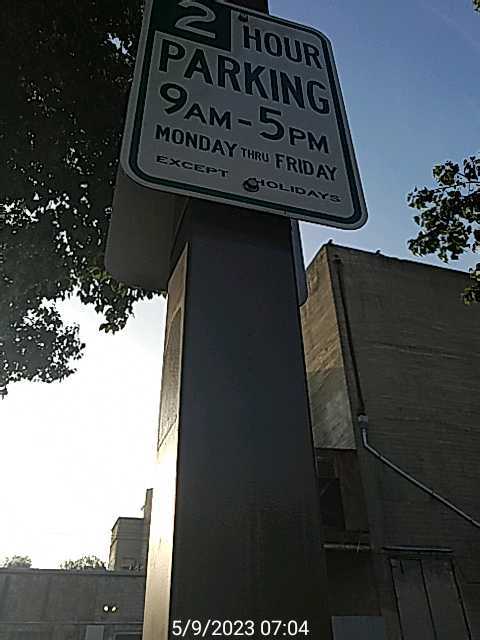 2 HOUR
PARKING
9AM-5PM
MONDAY THRU FRIDAY
EXCEPT HOLIDAYS
5/9/2023 07:04